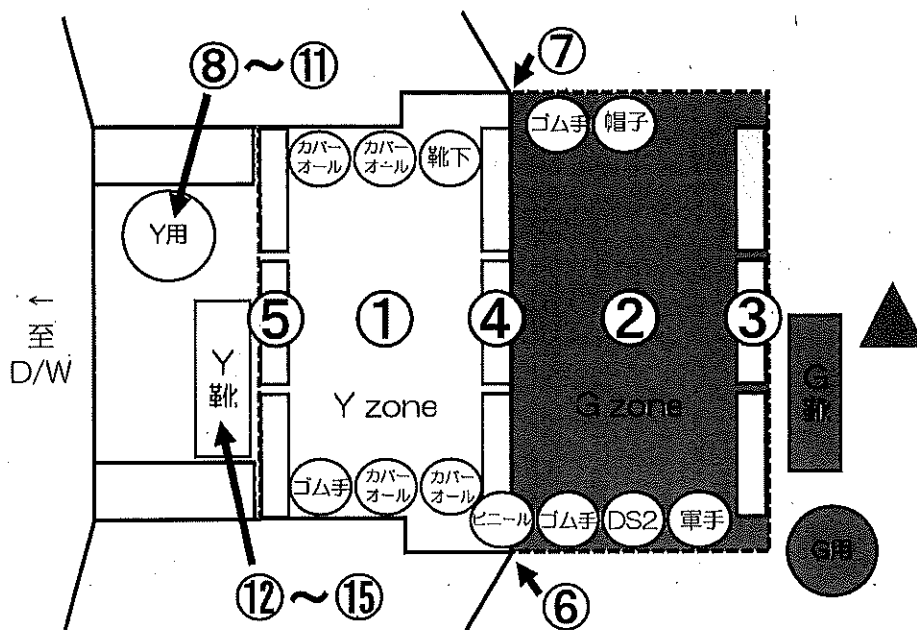 ⑧～⑪
⑦
カバーオール
カバーオール
靴下
ゴム手
帽子
Y用
←
至
D/W
⑤
①
④
②
③
Y
靴
Y zone
G zone
G
靴
ゴム手
カバーオール
カバーオール
ビニール
ゴム手
DS2
軍手
G用
⑫～⑮
⑥